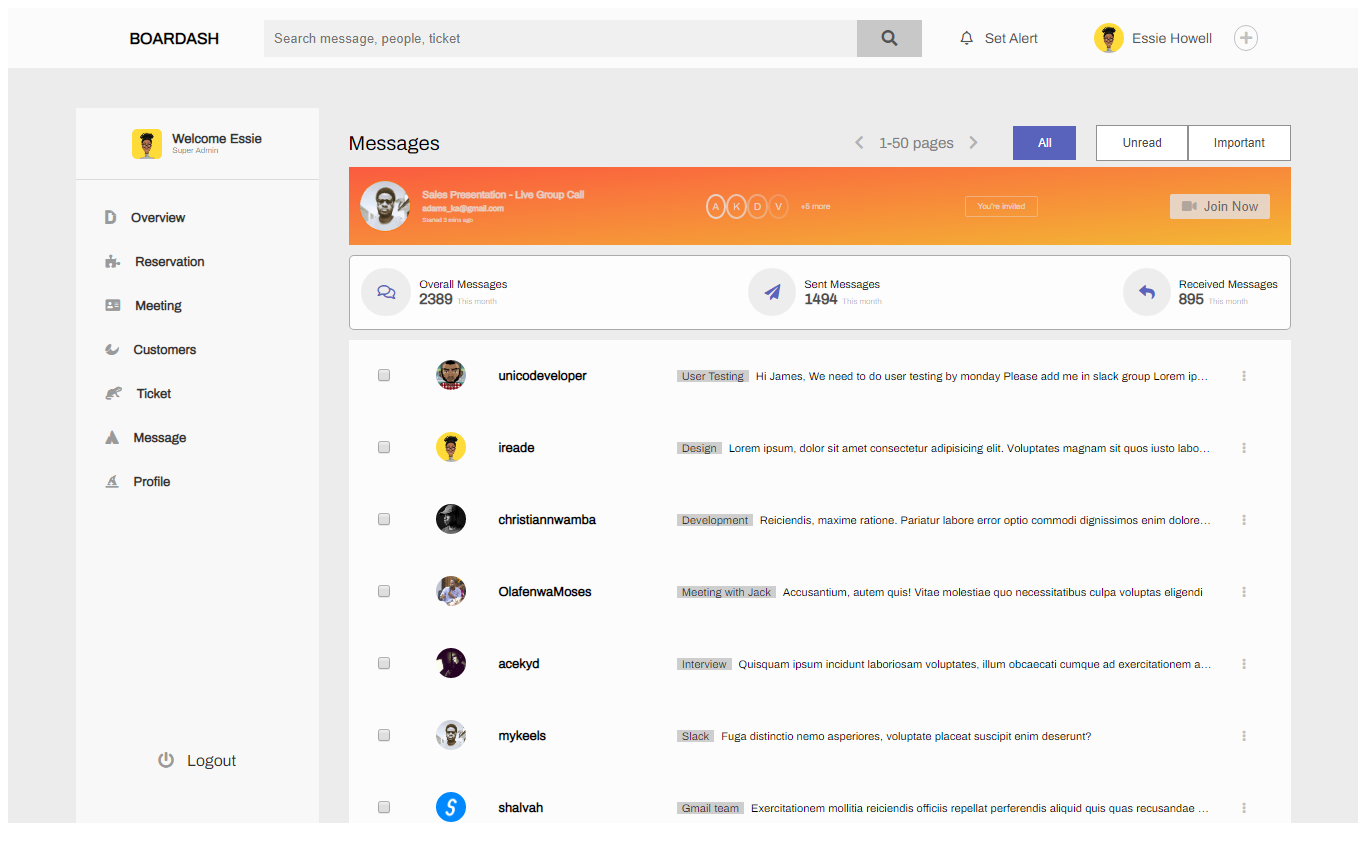 BOARDASH
Search message, people, ticket
Set Alert
Essie Howell
Welcome Essie
Super Admin
Overview
Reservation
Meeting
Customers
Ticket
Message
Profile
Logout
Messages
1-50 pages
All
Unread
Important
Sales Presentation - Live Group Call
adams_ka@gmail.com
Started 3 mins ago
A K D V +5 more
You're invited
Join Now
Overall Messages
2389 This month
Sent Messages
1494 This month
Received Messages
895 This month
unicodeveloper User Testing Hi James, We need to do user testing by monday Please add me in slack group Lorem ip…
ireade Design Lorem ipsum, dolor sit amet consectetur adipisicing elit. Voluptates magnam sit quos iusto labo…
christiannwamba Development Reiciendis, maxime ratione. Pariatur labore error optio commodi dignissimos enim dolore…
OlafenwaMoses Meeting with Jack Accusantium, autem quis! Vitae molestiae quo necessitatibus culpa voluptas eligendi
acekyd Interview Quisquam ipsum incidunt laboriosam voluptates, illum obcaecati cumque ad exercitationem a…
mykeels Slack Fuga distinctio nemo asperiores, voluptate placeat suscipit enim deserunt?
shalvah Gmail team Exercitationem mollitia reiciendis officiis repellat perferendis aliquid quis quas recusandae …